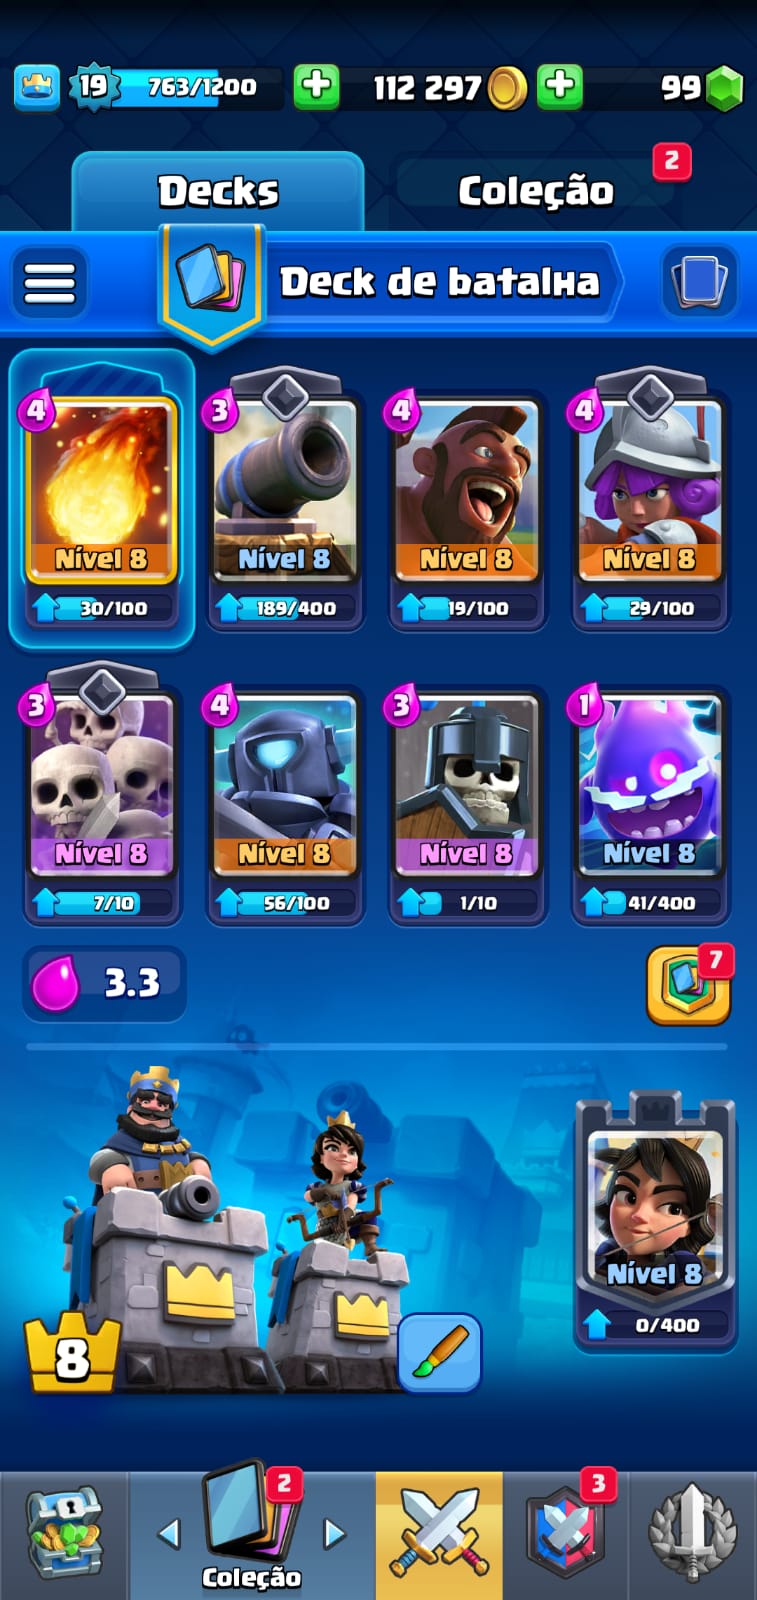 19 763/1200 112 297 99
Decks Coleção 2
Deck de batalha
4 3 4 4
Nível 8 Nível 8 Nível 8 Nível 8
30/100 189/400 19/100 29/100
3 4 3 1
Nível 8 Nível 8 Nível 8 Nível 8
7/10 56/100 1/10 41/400
3.3 7
Nível 8
0/400
8
2 3
Coleção